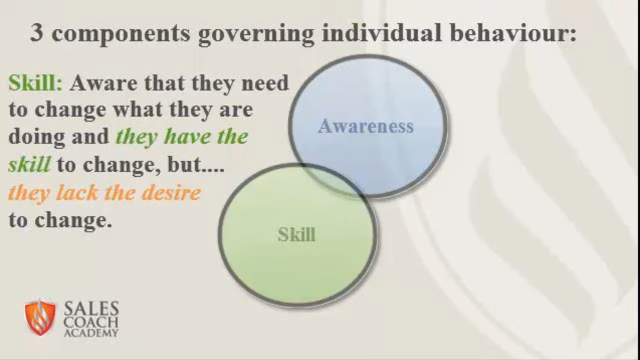 3 components governing individual behaviour:
Skill: Aware that they need
to change what they are
doing and they have the
skill to change, but....
they lack the desire
to change.
Awareness
Skill
SALES
COACH
ACADEMY